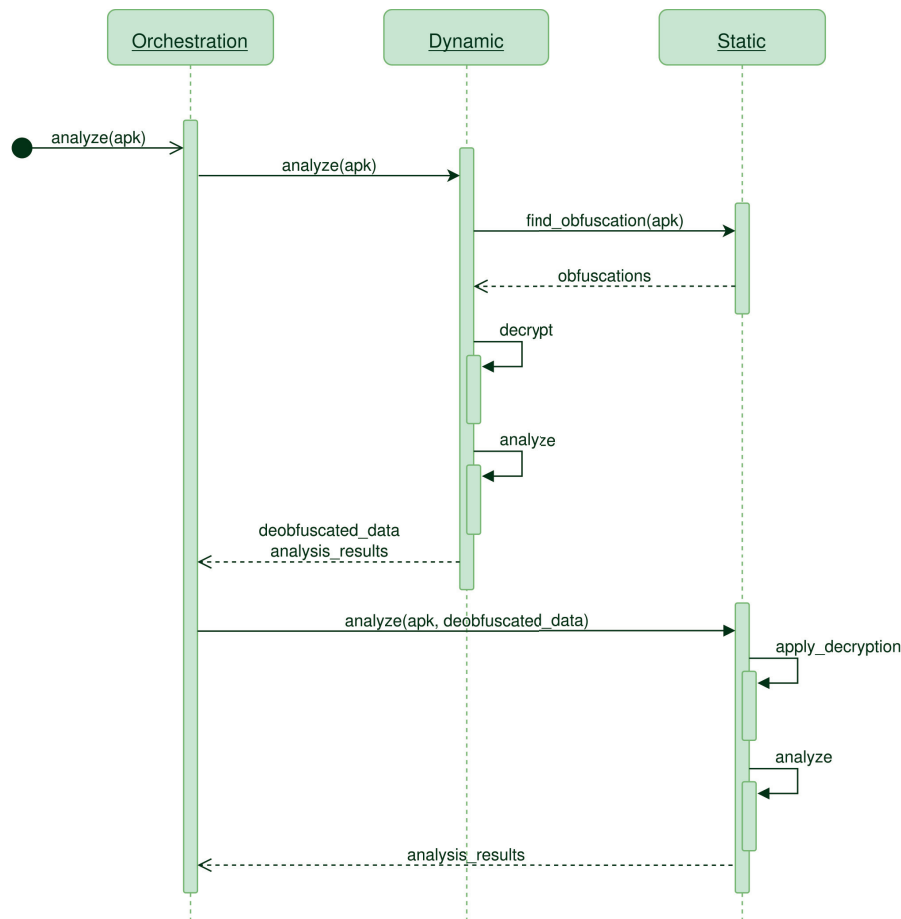 Orchestration
Dynamic
Static
analyze(apk)
analyze(apk)
find_obfuscation(apk)
obfuscations
decrypt
analyze
deobfuscated_data
analysis_results
analyze(apk, deobfuscated_data)
apply_decryption
analyze
analysis_results